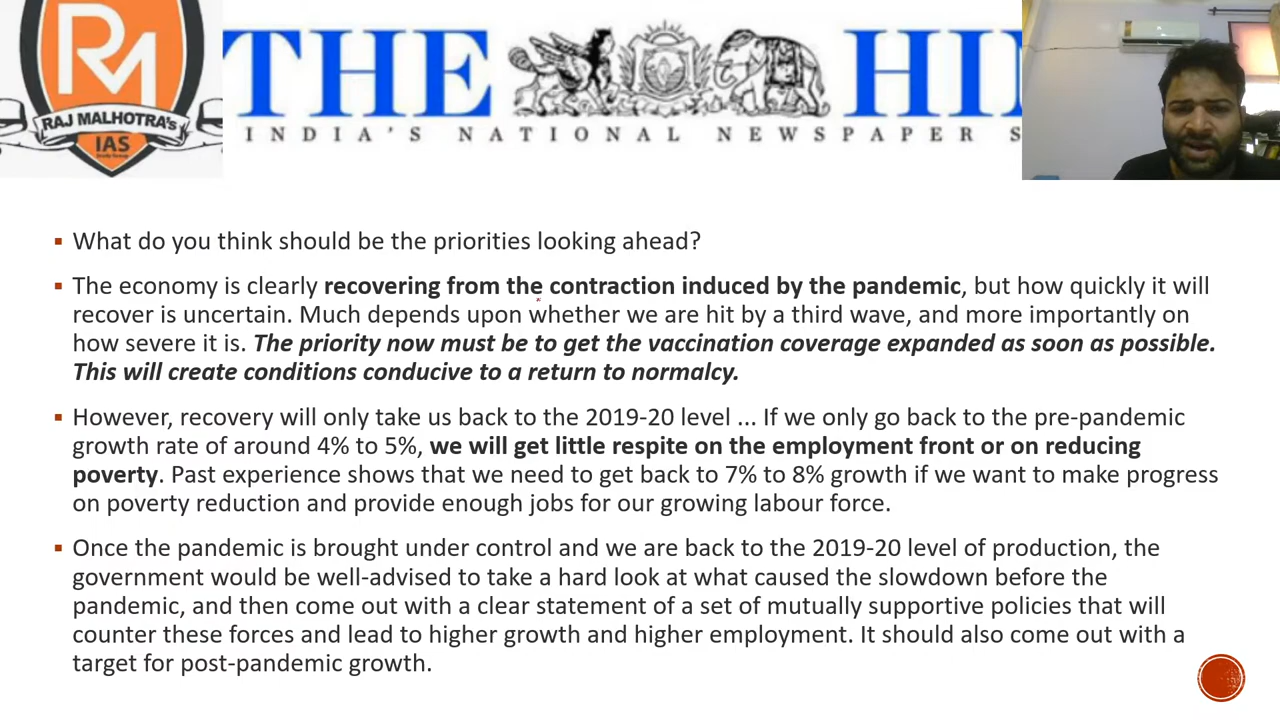 RM
RAJ MALHOTRA's
IAS
THE HI
INDIA'S NATIONAL NEWSPAPER S
▪ What do you think should be the priorities looking ahead?
▪ The economy is clearly recovering from the contraction induced by the pandemic, but how quickly it will
recover is uncertain. Much depends upon whether we are hit by a third wave, and more importantly on
how severe it is. The priority now must be to get the vaccination coverage expanded as soon as possible.
This will create conditions conducive to a return to normalcy.
▪ However, recovery will only take us back to the 2019-20 level ... If we only go back to the pre-pandemic
growth rate of around 4% to 5%, we will get little respite on the employment front or on reducing
poverty. Past experience shows that we need to get back to 7% to 8% growth if we want to make progress
on poverty reduction and provide enough jobs for our growing labour force.
▪ Once the pandemic is brought under control and we are back to the 2019-20 level of production, the
government would be well-advised to take a hard look at what caused the slowdown before the
pandemic, and then come out with a clear statement of a set of mutually supportive policies that will
counter these forces and lead to higher growth and higher employment. It should also come out with a
target for post-pandemic growth.